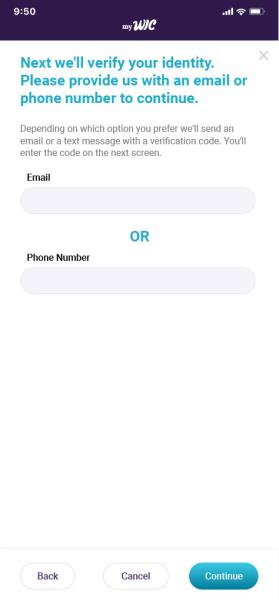 9:50
my WIC
Next we'll verify your identity.
Please provide us with an email or
phone number to continue.
Depending on which option you prefer we'll send an
email or a text message with a verification code. You'll
enter the code on the next screen.
Email
OR
Phone Number
Back
Cancel
Continue